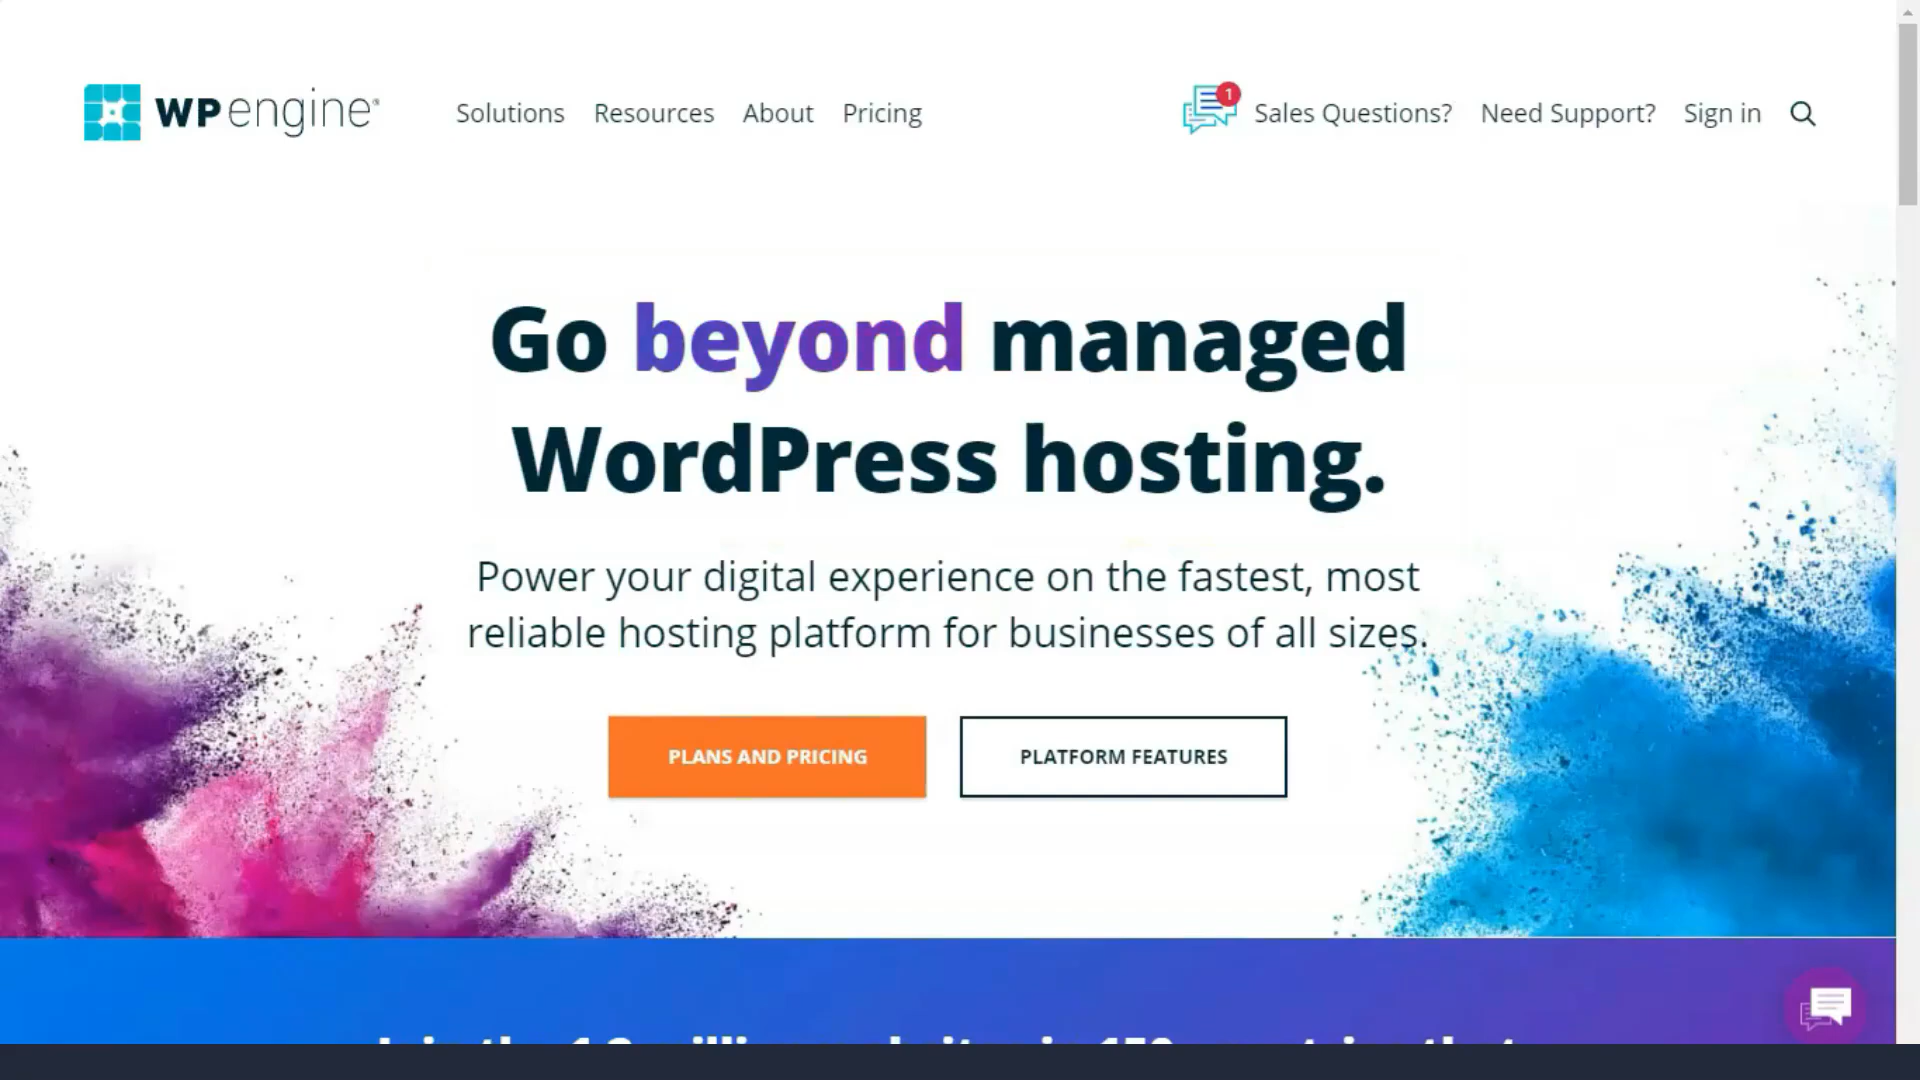 WP engine®
Solutions Resources About Pricing
1
Sales Questions? Need Support? Sign in
Go beyond managed
WordPress hosting.
Power your digital experience on the fastest, most
reliable hosting platform for businesses of all sizes.
PLANS AND PRICING
PLATFORM FEATURES